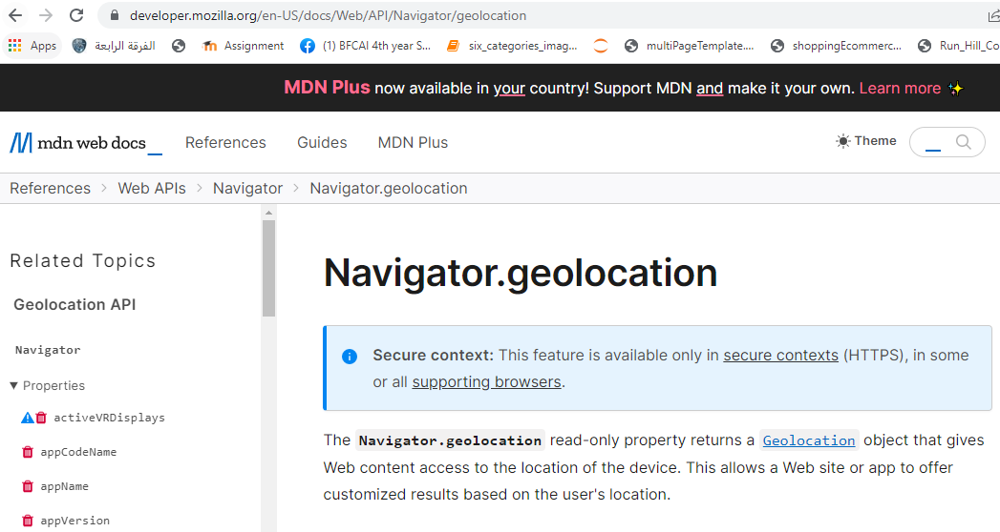 developer.mozilla.org/en-US/docs/Web/API/Navigator/geolocation
Apps الفرقة الرابعة Assignment (1) BFCAI 4th year S... six_categories_imag... multiPageTemplate.... shoppingEcommerc... Run_Hill_Co
MDN Plus now available in your country! Support MDN and make it your own. Learn more ✨
mdn web docs_ References Guides MDN Plus Theme
References > Web APIs > Navigator > Navigator.geolocation
Related Topics
Geolocation API
Navigator
▼ Properties
activeVRDisplays
appCodeName
appName
appVersion
Navigator.geolocation
Secure context: This feature is available only in secure contexts (HTTPS), in some
or all supporting browsers.
The Navigator.geolocation read-only property returns a Geolocation object that gives
Web content access to the location of the device. This allows a Web site or app to offer
customized results based on the user's location.